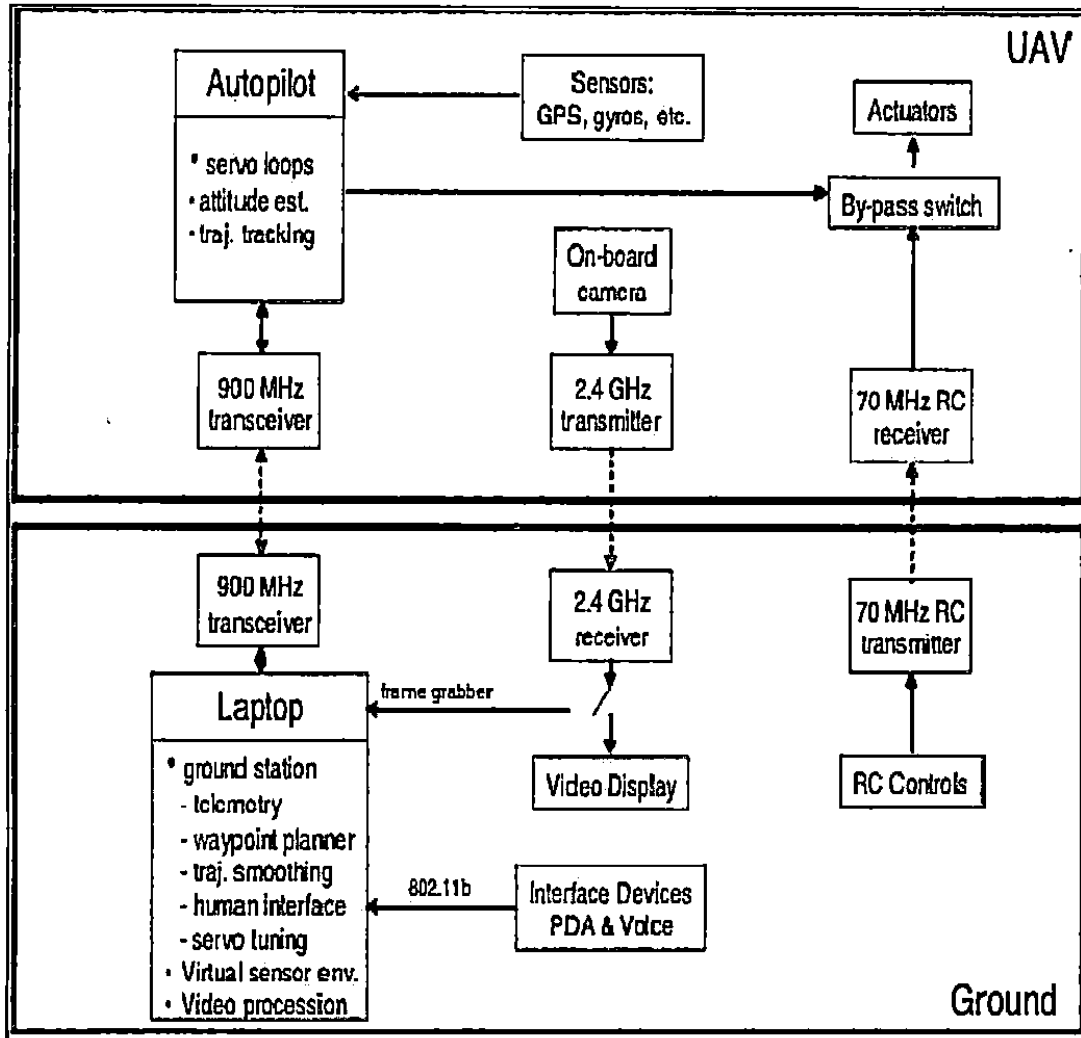 UAV
Autopilot
• servo loops
• attitude est.
• traj. tracking
Sensors:
GPS, gyros, etc.
Actuators
By-pass switch
On-board
camera
900 MHz
transceiver
2.4 GHz
transmitter
70 MHz RC
receiver
900 MHz
transceiver
2.4 GHz
receiver
70 MHz RC
transmitter
frame grabber
Laptop
• ground station
- telemetry
- waypoint planner
- traj. smoothing
- human interface
- servo tuning
• Virtual sensor env.
• Video procession
Video Display
RC Controls
802.11b
Interface Devices
PDA & Voice
Ground